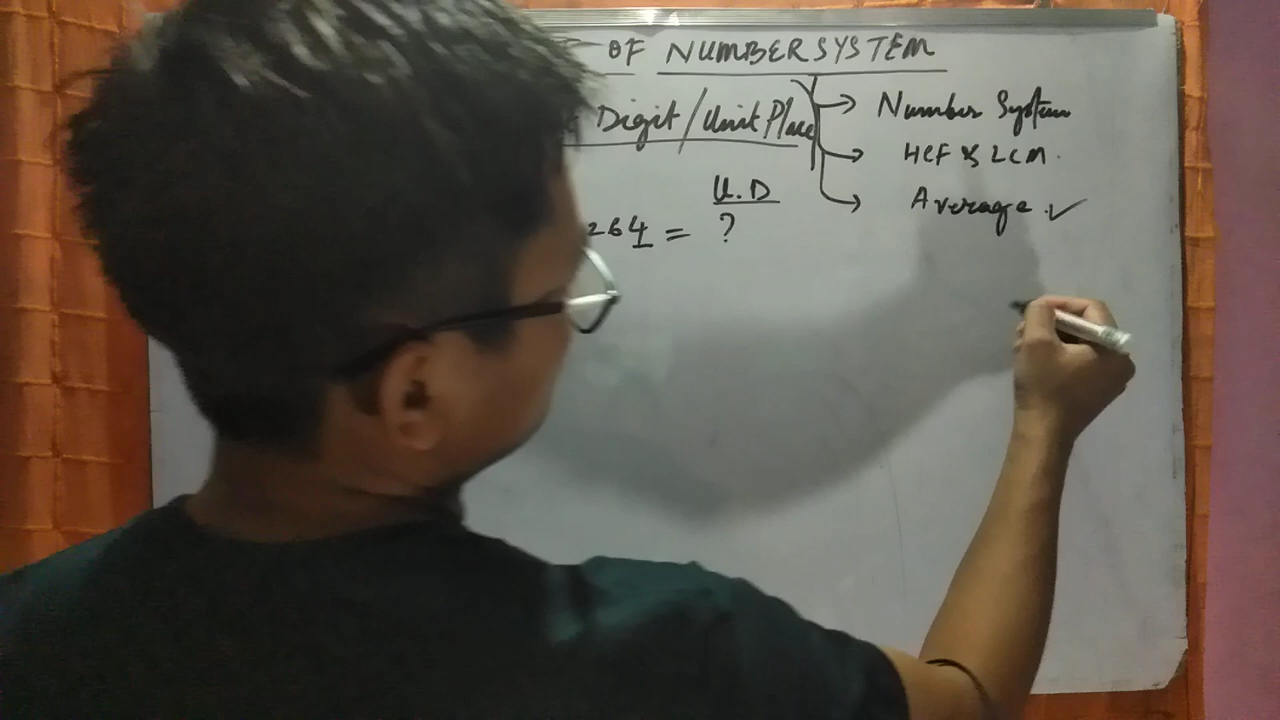 OF NUMBER SYSTEM
Digit/Unit Place
→ Number System
→ HCF & LCM.
→ Average ✓
U.D
264 = ?